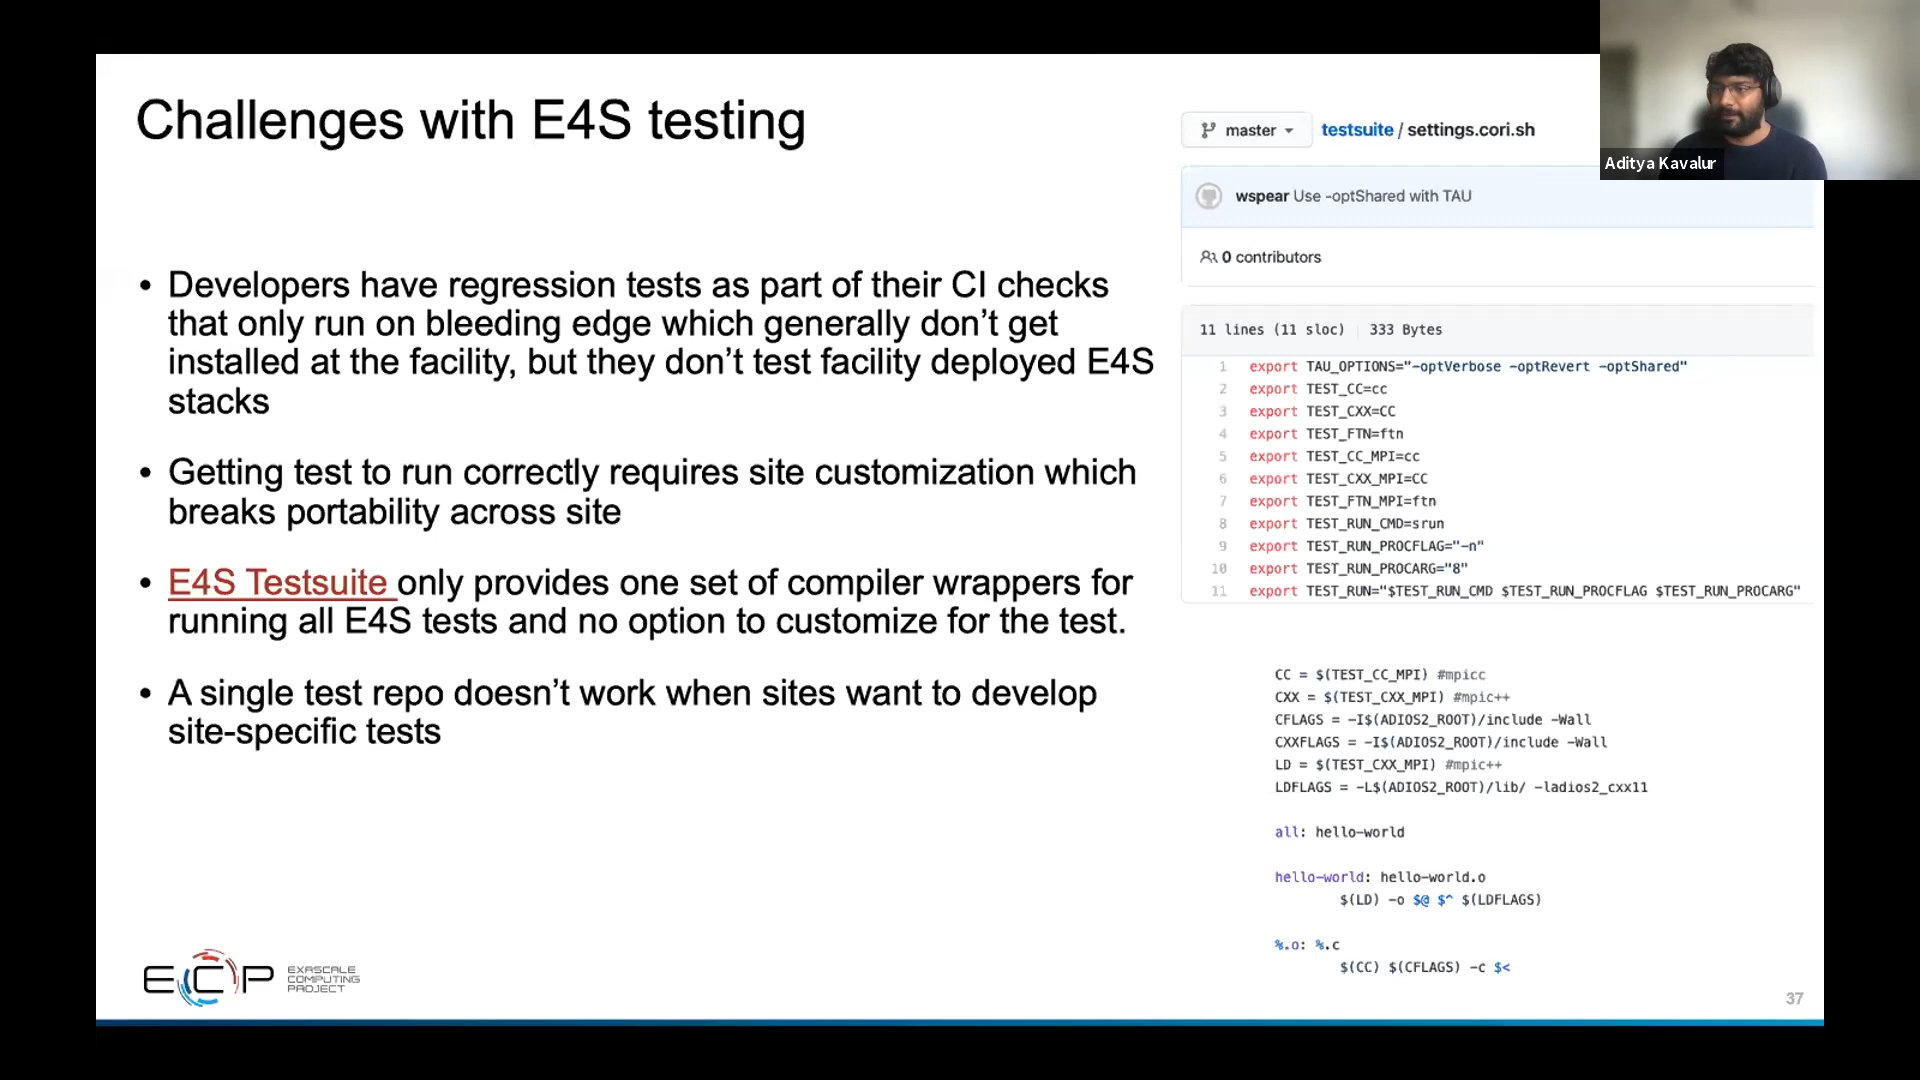 Challenges with E4S testing
• Developers have regression tests as part of their CI checks
that only run on bleeding edge which generally don’t get
installed at the facility, but they don’t test facility deployed E4S
stacks
• Getting test to run correctly requires site customization which
breaks portability across site
• E4S Testsuite only provides one set of compiler wrappers for
running all E4S tests and no option to customize for the test.
• A single test repo doesn’t work when sites want to develop
site-specific tests
master testsuite / settings.cori.sh
wspear Use -optShared with TAU
0 contributors
11 lines (11 sloc) 333 Bytes
1 export TAU_OPTIONS="-optVerbose -optRevert -optShared"
2 export TEST_CC=cc
3 export TEST_CXX=CC
4 export TEST_FTN=ftn
5 export TEST_CC_MPI=cc
6 export TEST_CXX_MPI=CC
7 export TEST_FTN_MPI=ftn
8 export TEST_RUN_CMD=srun
9 export TEST_RUN_PROCFLAG="-n"
10 export TEST_RUN_PROCARG="8"
11 export TEST_RUN="$TEST_RUN_CMD $TEST_RUN_PROCFLAG $TEST_RUN_PROCARG"
CC = $(TEST_CC_MPI) #mpicc
CXX = $(TEST_CXX_MPI) #mpic++
CFLAGS = -I$(ADIOS2_ROOT)/include -Wall
CXXFLAGS = -I$(ADIOS2_ROOT)/include -Wall
LD = $(TEST_CXX_MPI) #mpic++
LDFLAGS = -L$(ADIOS2_ROOT)/lib/ -ladios2_cxx11
all: hello-world
hello-world: hello-world.o
$(LD) -o $@ $^ $(LDFLAGS)
%.o: %.c
$(CC) $(CFLAGS) -c $<
Aditya Kavalur
ECP
EXASCALE
COMPUTING
PROJECT
37